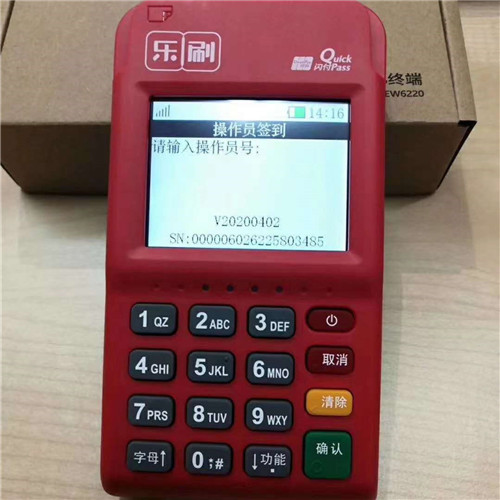 乐刷
Quick
闪付Pass
终端
EW6220
14:16
操作员签到
请输入操作员号:
V20200402
SN:000006026225803485
1 QZ
2 ABC
3 DEF
4 GHI
5 JKL
6 MNO
取消
7 PRS
8 TUV
9 WXY
清除
字母↑
0;#
↓功能
确认